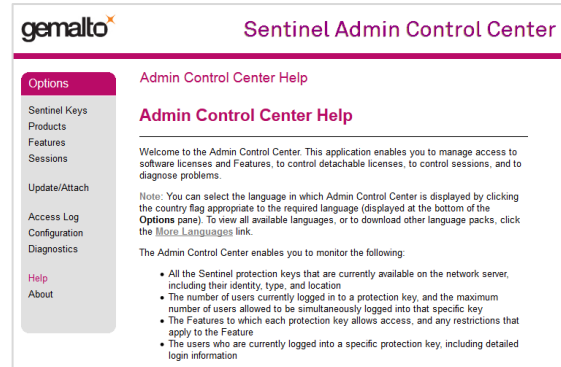 gemalto
Sentinel Admin Control Center
Options
Sentinel Keys
Products
Features
Sessions
Update/Attach
Access Log
Configuration
Diagnostics
Help
About
Admin Control Center Help
Admin Control Center Help
Welcome to the Admin Control Center. This application enables you to manage access to
software licenses and Features, to control detachable licenses, to control sessions, and to
diagnose problems.
Note: You can select the language in which Admin Control Center is displayed by clicking
the country flag appropriate to the required language (displayed at the bottom of the
Options pane). To view all available languages, or to download other language packs, click
the More Languages link.
The Admin Control Center enables you to monitor the following:
• All the Sentinel protection keys that are currently available on the network server,
including their identity, type, and location
• The number of users currently logged in to a protection key, and the maximum
number of users allowed to be simultaneously logged into that specific key
• The Features to which each protection key allows access, and any restrictions that
apply to the Feature
• The users who are currently logged into a specific protection key, including detailed
login information